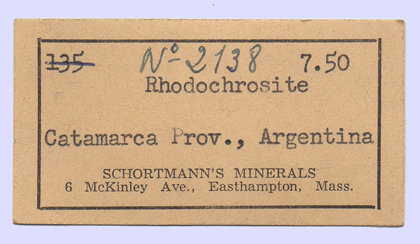 135 Nº 2138 7.50
Rhodochrosite
Catamarca Prov., Argentina
SCHORTMANN'S MINERALS
6 McKinley Ave., Easthampton, Mass.